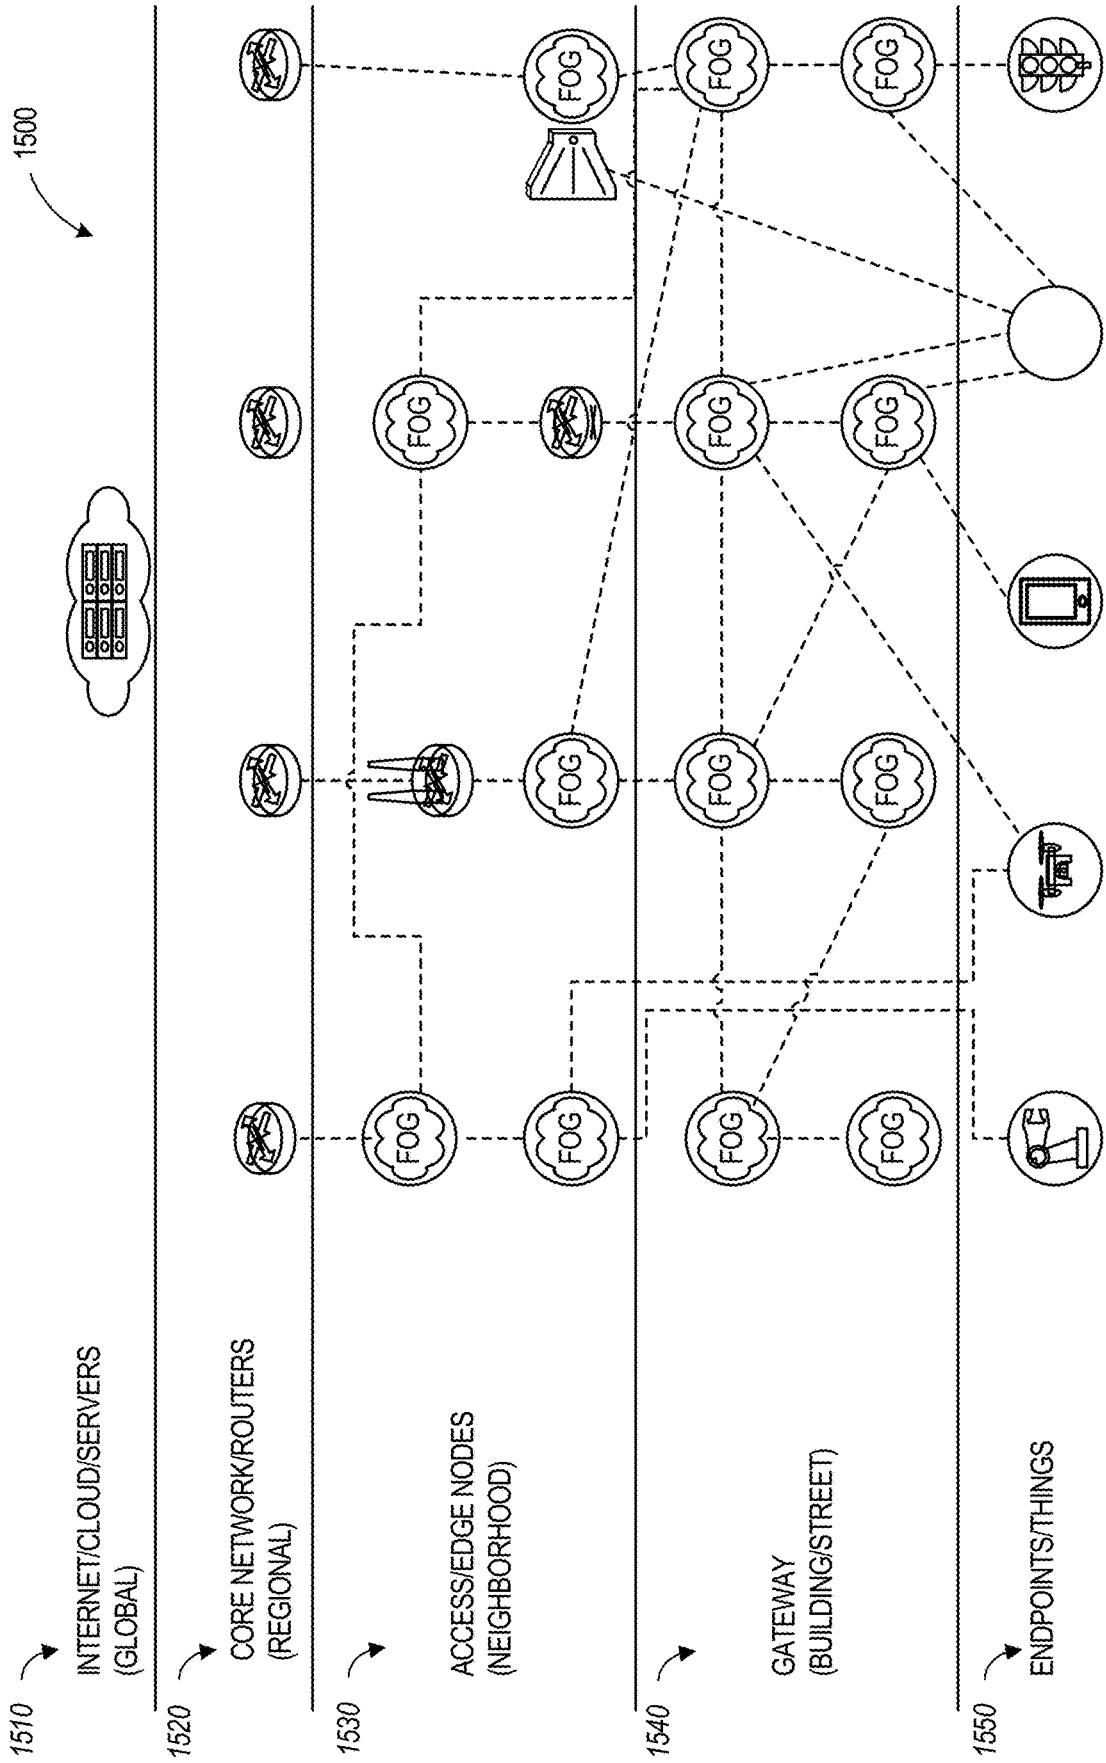 1500
1510
INTERNET/CLOUD/SERVERS
(GLOBAL)
1520
CORE NETWORK/ROUTERS
(REGIONAL)
1530
ACCESS/EDGE NODES
(NEIGHBORHOOD)
FOG
FOG
FOG
FOG
FOG
1540
GATEWAY
(BUILDING/STREET)
FOG
FOG
FOG
FOG
FOG
FOG
FOG
FOG
1550
ENDPOINTS/THINGS